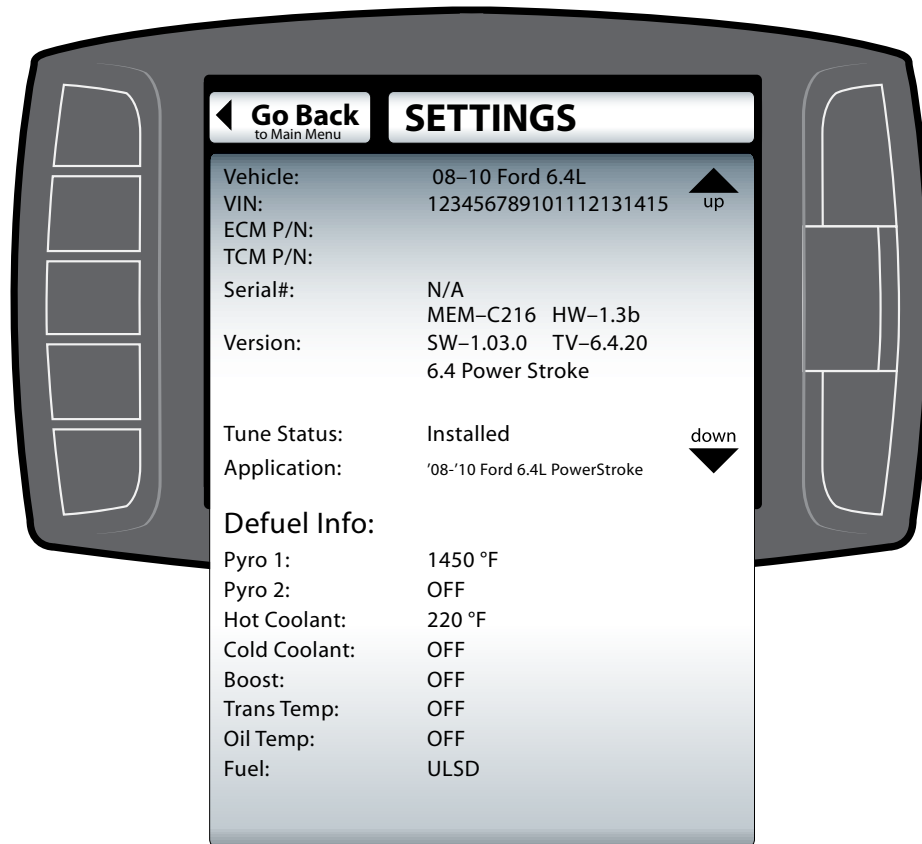 Go Back
to Main Menu
SETTINGS
Vehicle: 08–10 Ford 6.4L
up
VIN: 123456789101112131415
ECM P/N:
TCM P/N:
Serial#: N/A
MEM–C216 HW–1.3b
Version: SW–1.03.0 TV–6.4.20
6.4 Power Stroke
Tune Status: Installed
down
Application: '08-'10 Ford 6.4L PowerStroke
Defuel Info:
Pyro 1: 1450 °F
Pyro 2: OFF
Hot Coolant: 220 °F
Cold Coolant: OFF
Boost: OFF
Trans Temp: OFF
Oil Temp: OFF
Fuel: ULSD